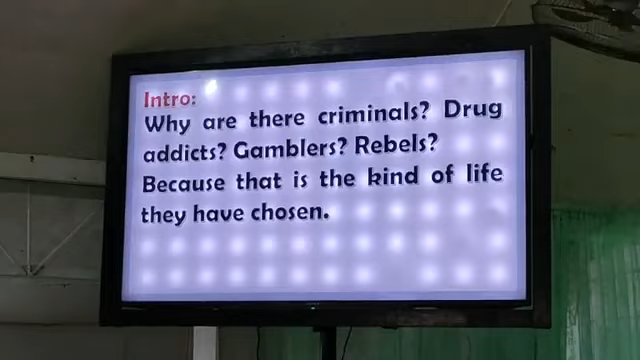 Intro:
Why are there criminals? Drug
addicts? Gamblers? Rebels?
Because that is the kind of life
they have chosen.